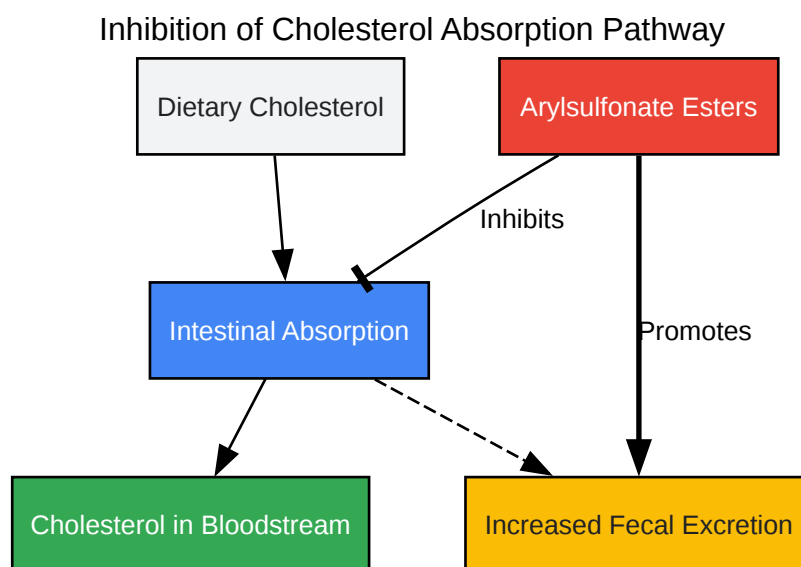 Inhibition of Cholesterol Absorption Pathway
Dietary Cholesterol
Arylsulfonate Esters
Inhibits
Intestinal Absorption
Promotes
Cholesterol in Bloodstream
Increased Fecal Excretion